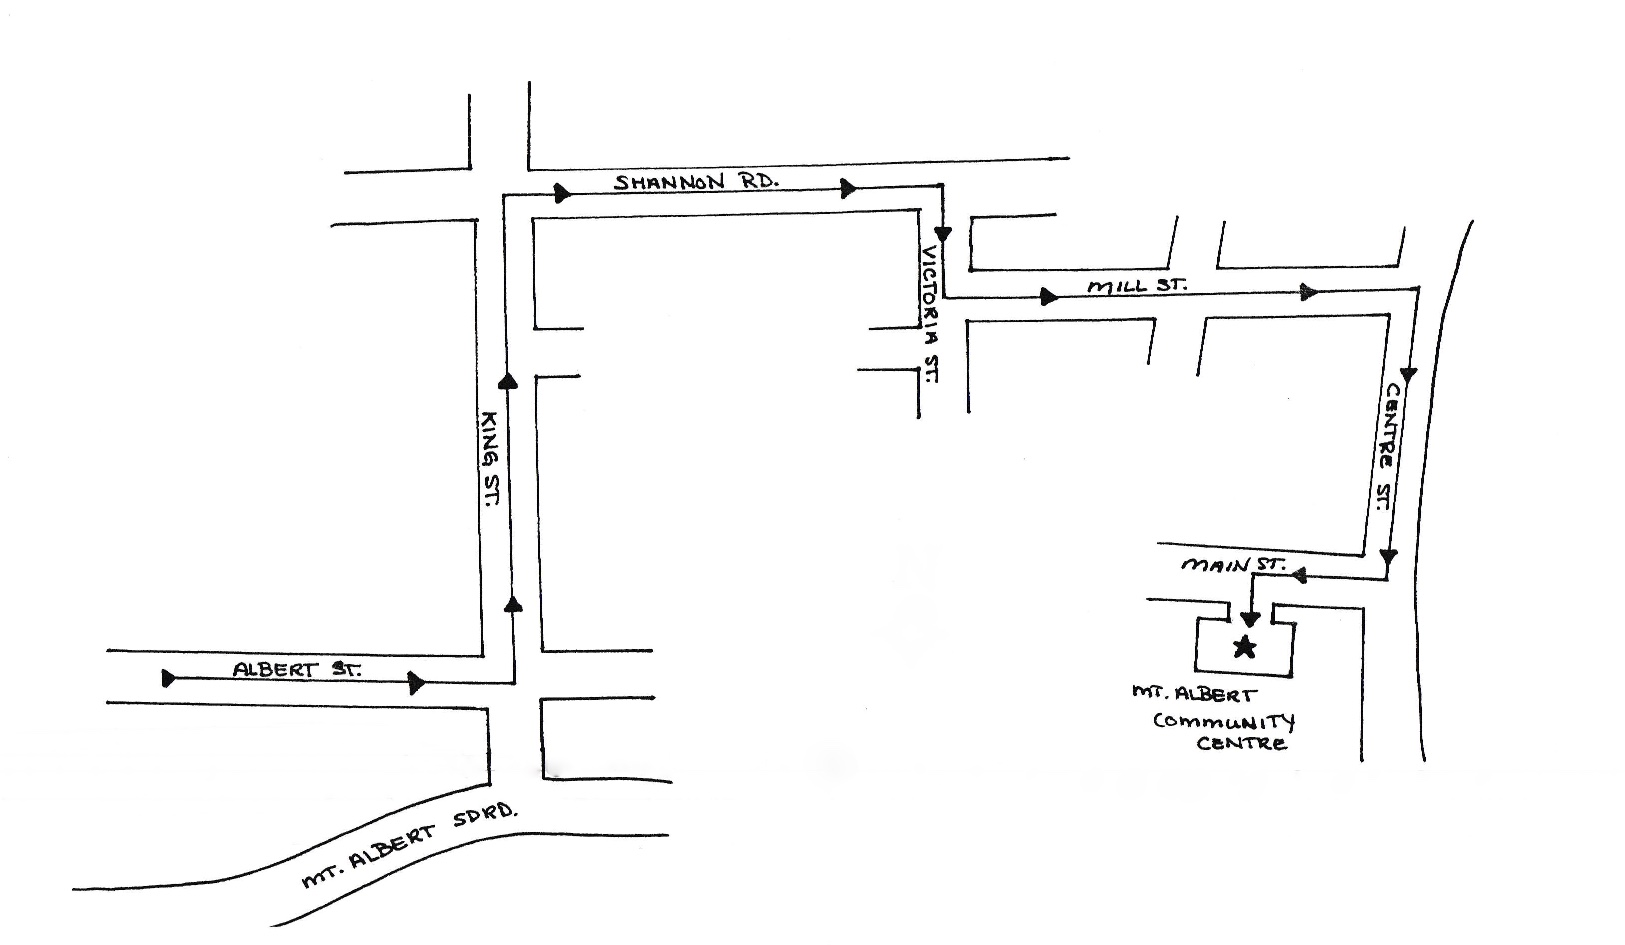 SHANNON RD.
VICTORIA ST.
MILL ST.
KING ST.
CENTRE ST.
MAIN ST.
ALBERT ST.
MT. ALBERT
COMMUNITY
CENTRE
MT. ALBERT SDRD.